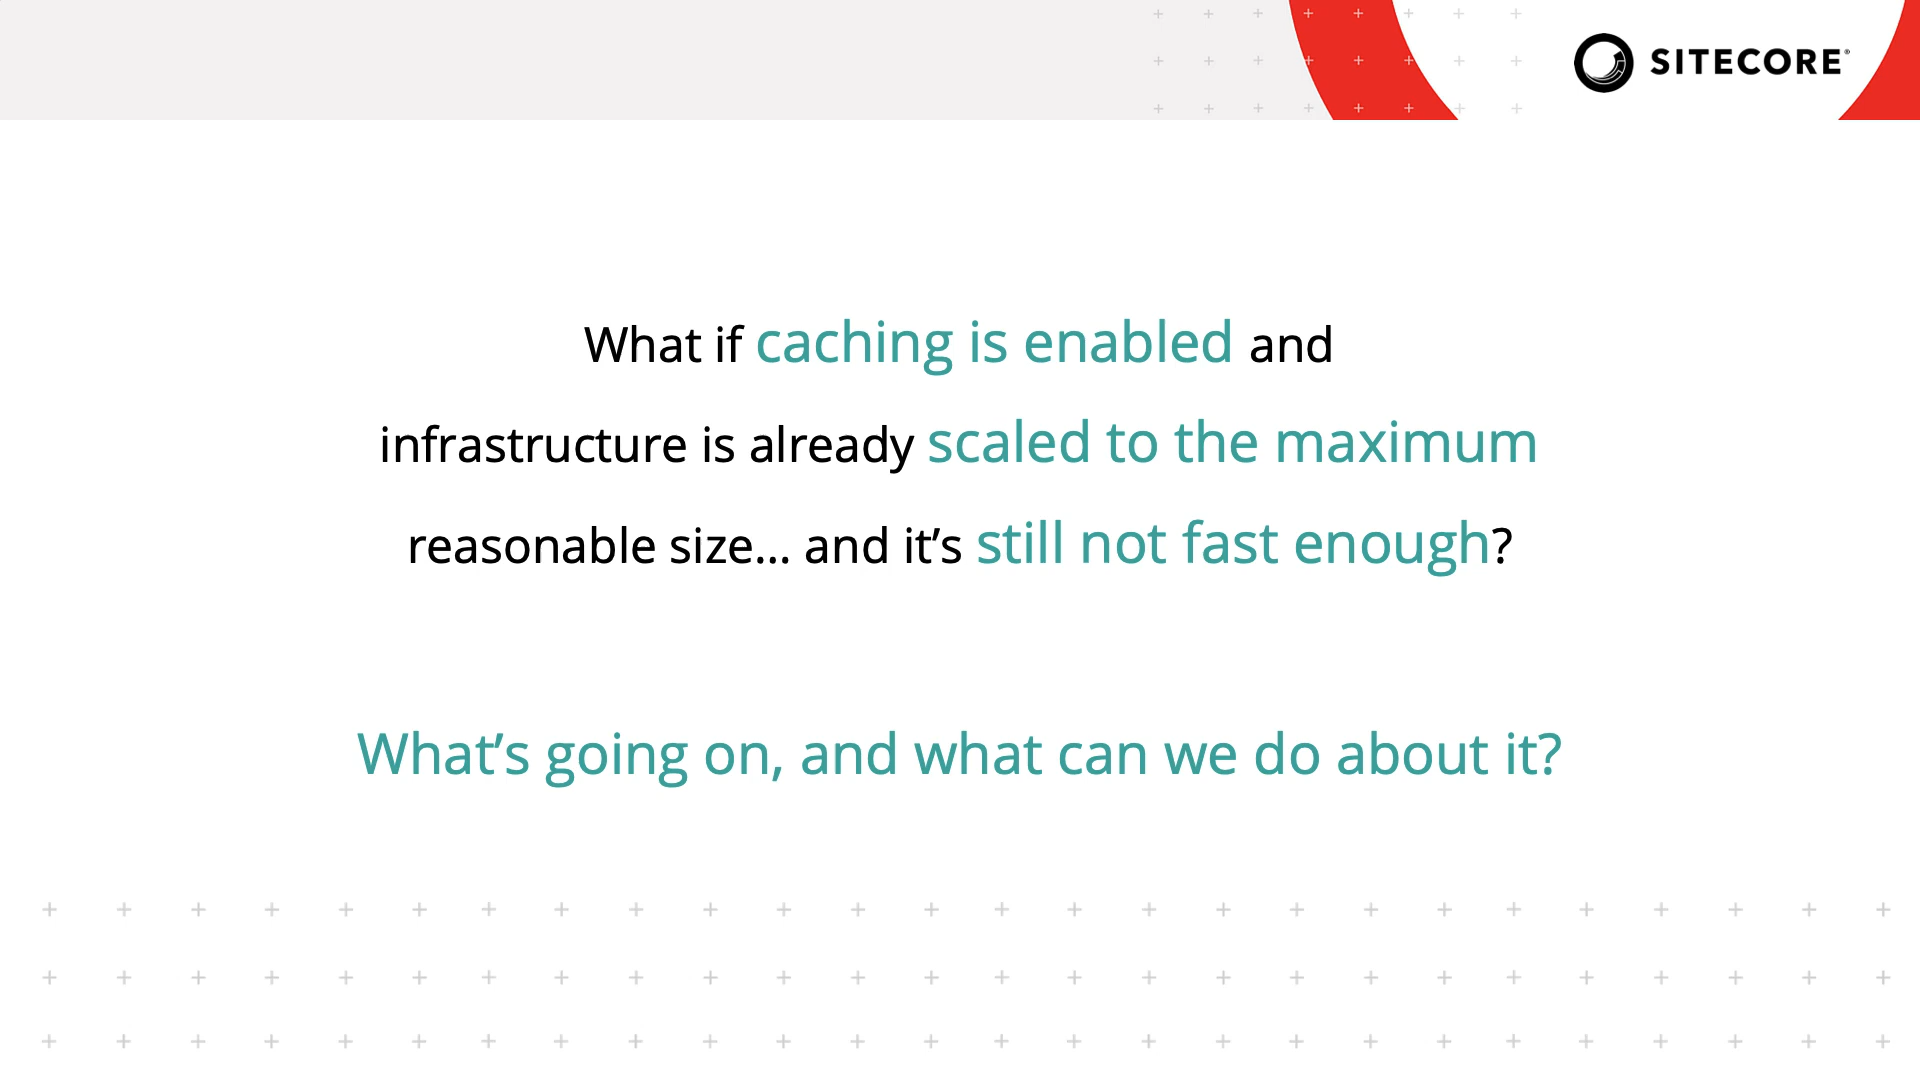 SITECORE®
What if caching is enabled and
infrastructure is already scaled to the maximum
reasonable size... and it’s still not fast enough?
What’s going on, and what can we do about it?